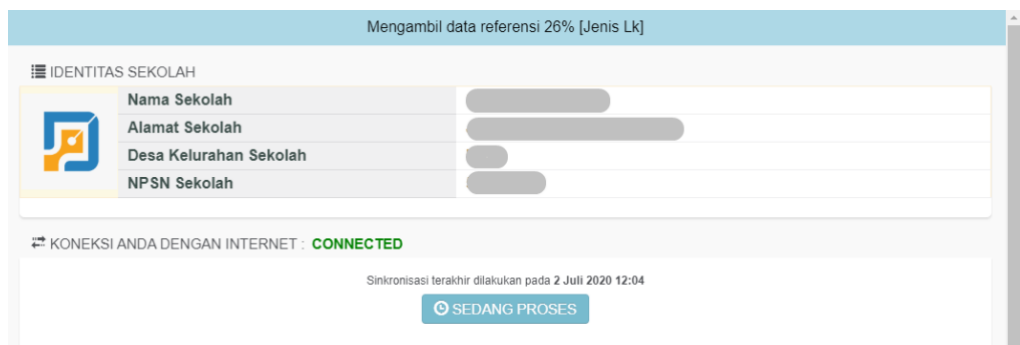 Mengambil data referensi 26% [Jenis Lk]
IDENTITAS SEKOLAH
Nama Sekolah
Alamat Sekolah
Desa Kelurahan Sekolah
NPSN Sekolah
KONEKSI ANDA DENGAN INTERNET : CONNECTED
Sinkronisasi terakhir dilakukan pada 2 Juli 2020 12:04
SEDANG PROSES